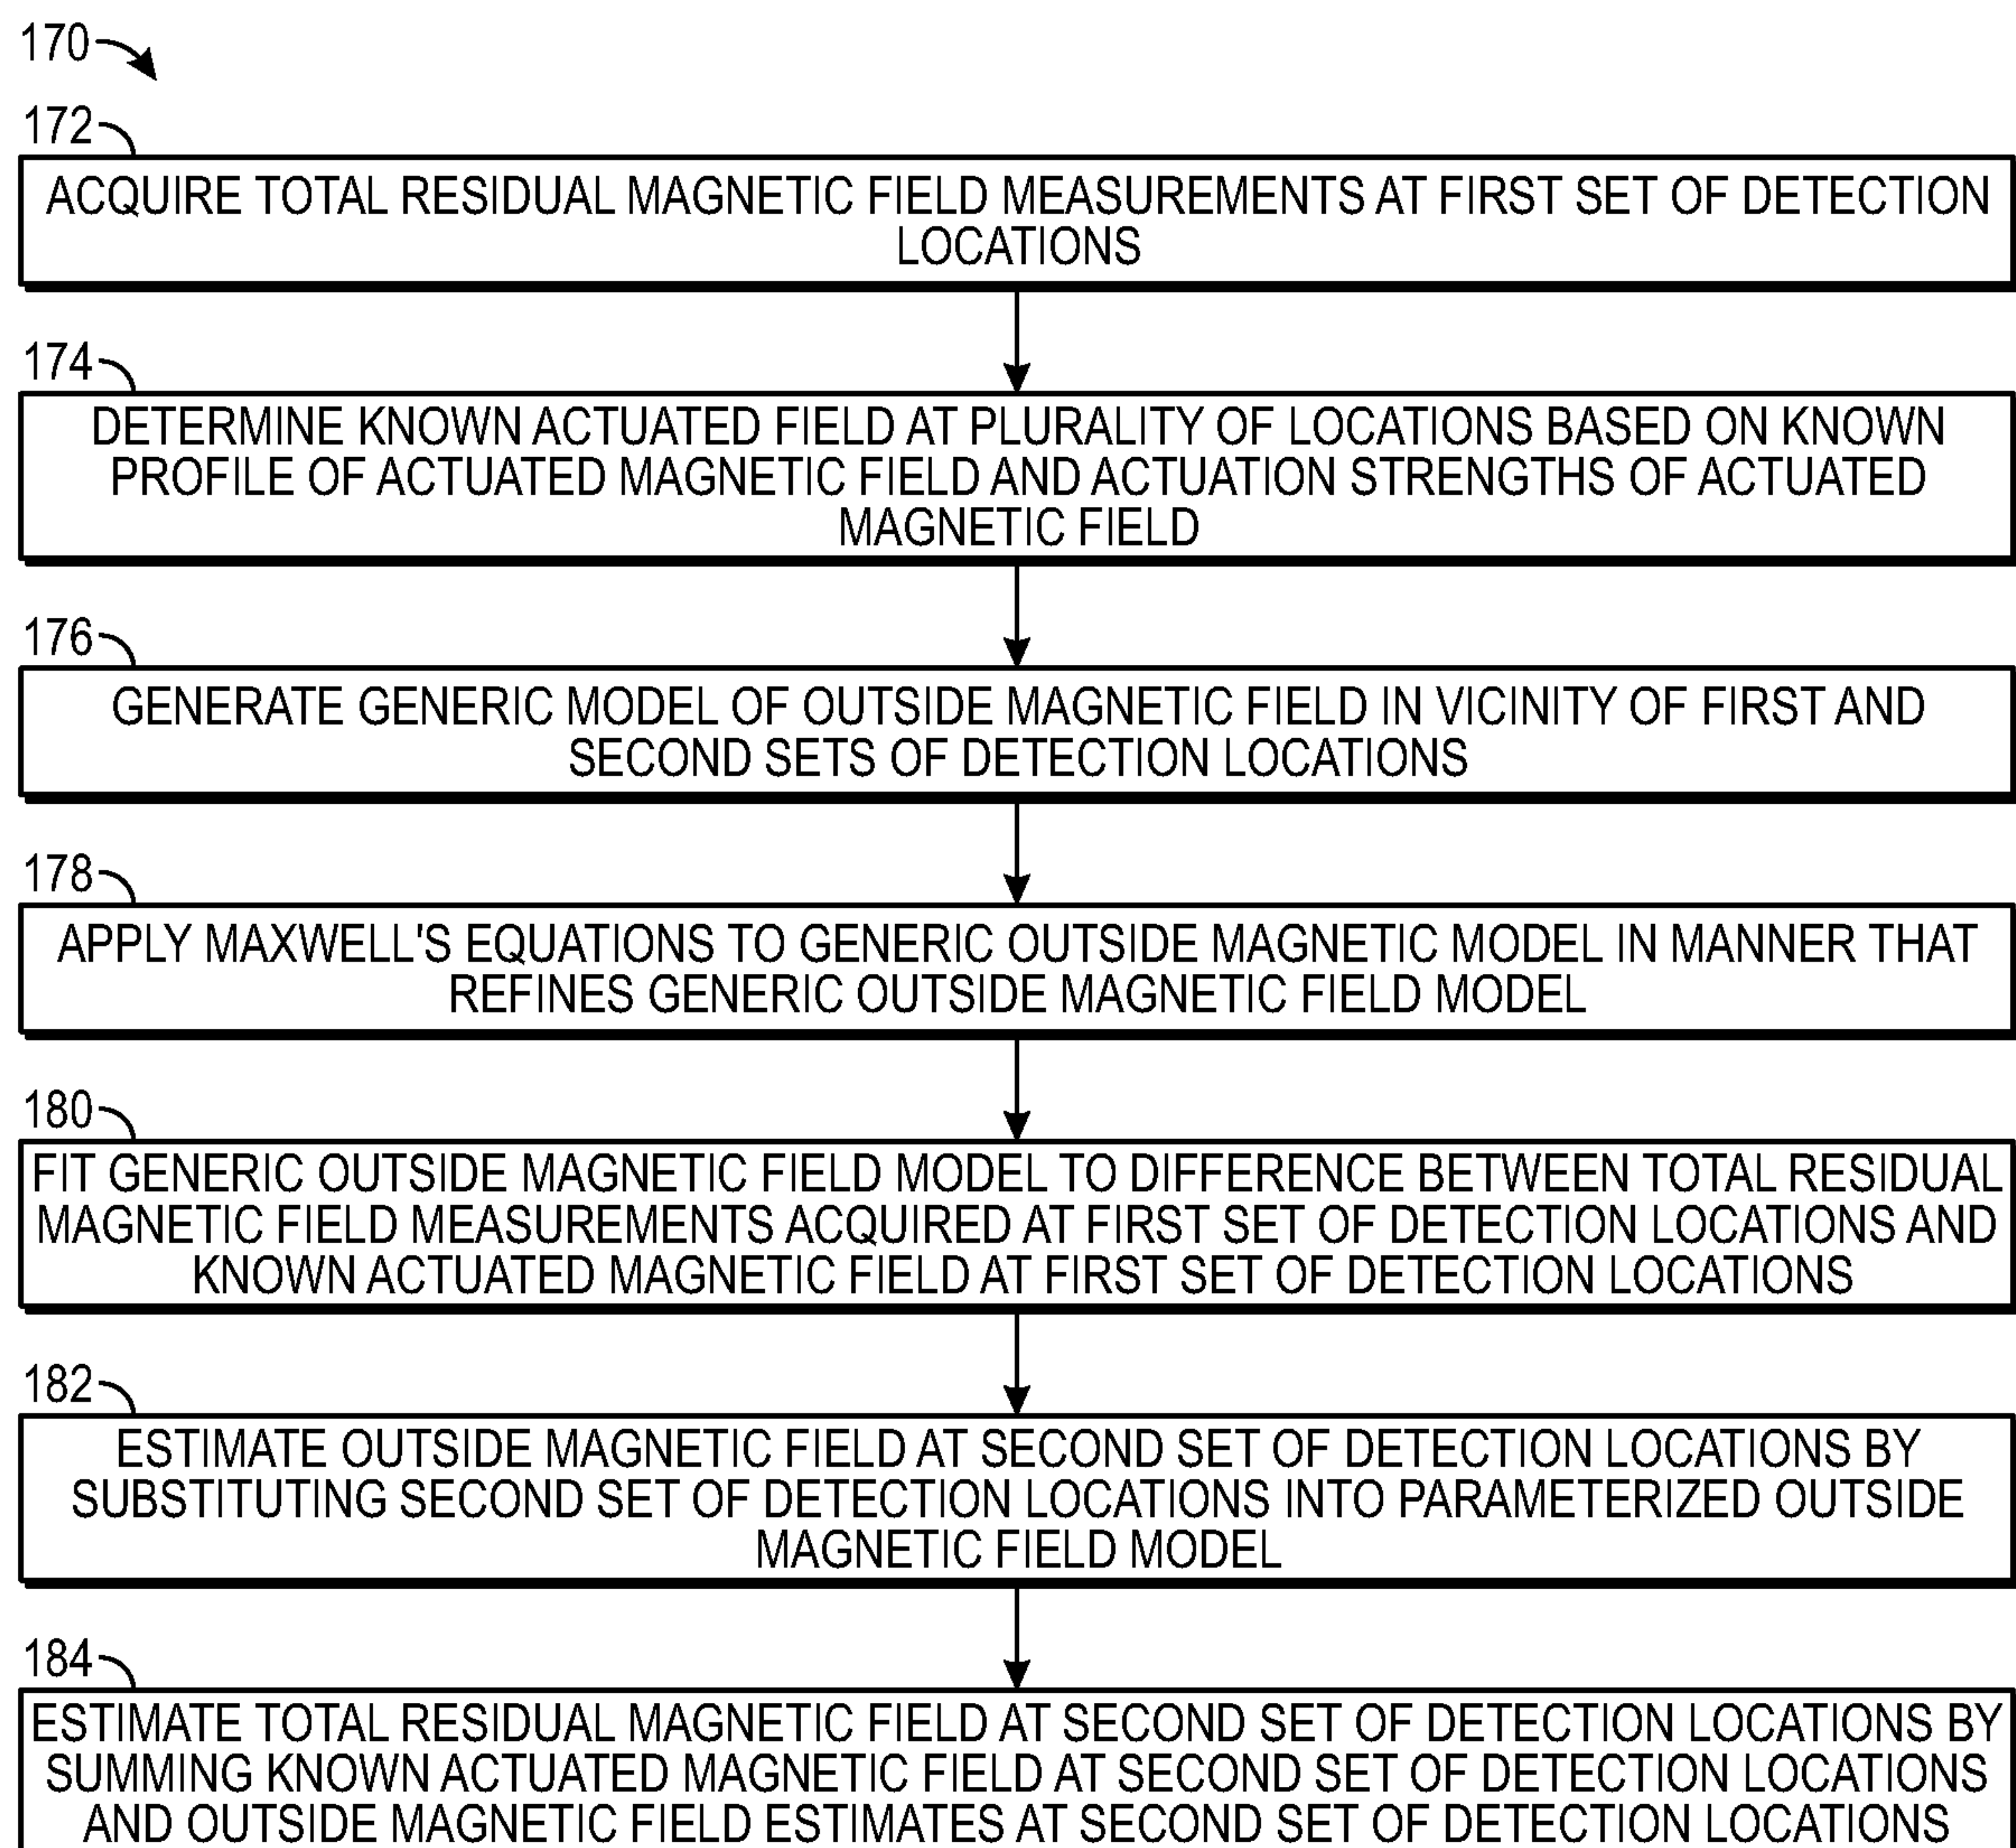 170
172
ACQUIRE TOTAL RESIDUAL MAGNETIC FIELD MEASUREMENTS AT FIRST SET OF DETECTION
LOCATIONS
174
DETERMINE KNOWN ACTUATED FIELD AT PLURALITY OF LOCATIONS BASED ON KNOWN
PROFILE OF ACTUATED MAGNETIC FIELD AND ACTUATION STRENGTHS OF ACTUATED
MAGNETIC FIELD
176
GENERATE GENERIC MODEL OF OUTSIDE MAGNETIC FIELD IN VICINITY OF FIRST AND
SECOND SETS OF DETECTION LOCATIONS
178
APPLY MAXWELL'S EQUATIONS TO GENERIC OUTSIDE MAGNETIC MODEL IN MANNER THAT
REFINES GENERIC OUTSIDE MAGNETIC FIELD MODEL
180
FIT GENERIC OUTSIDE MAGNETIC FIELD MODEL TO DIFFERENCE BETWEEN TOTAL RESIDUAL
MAGNETIC FIELD MEASUREMENTS ACQUIRED AT FIRST SET OF DETECTION LOCATIONS AND
KNOWN ACTUATED MAGNETIC FIELD AT FIRST SET OF DETECTION LOCATIONS
182
ESTIMATE OUTSIDE MAGNETIC FIELD AT SECOND SET OF DETECTION LOCATIONS BY
SUBSTITUTING SECOND SET OF DETECTION LOCATIONS INTO PARAMETERIZED OUTSIDE
MAGNETIC FIELD MODEL
184
ESTIMATE TOTAL RESIDUAL MAGNETIC FIELD AT SECOND SET OF DETECTION LOCATIONS BY
SUMMING KNOWN ACTUATED MAGNETIC FIELD AT SECOND SET OF DETECTION LOCATIONS
AND OUTSIDE MAGNETIC FIELD ESTIMATES AT SECOND SET OF DETECTION LOCATIONS